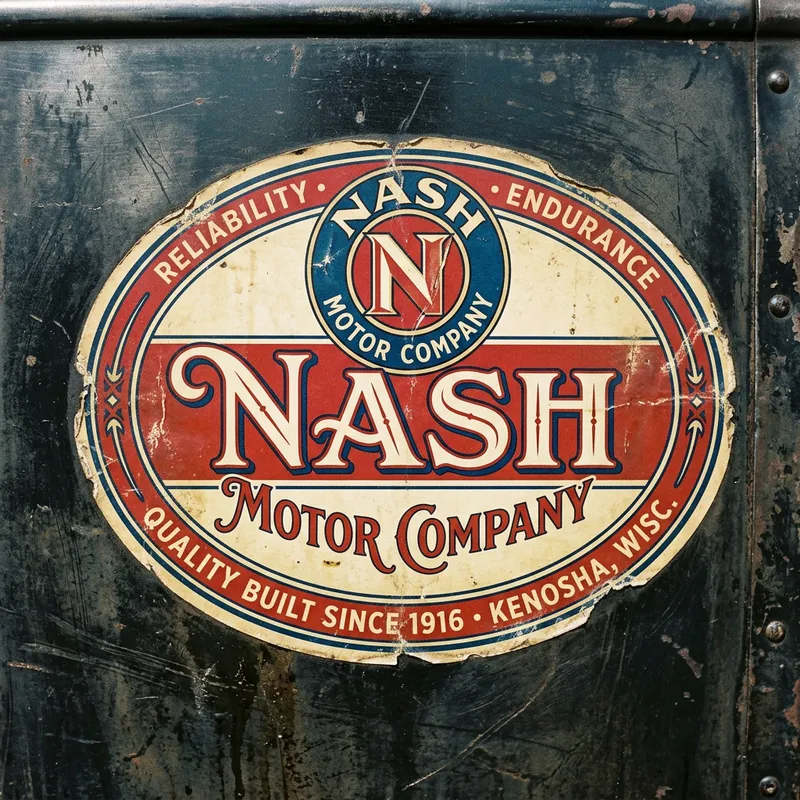 RELIABILITY •
• ENDURANCE
NASH
N
MOTOR COMPANY
NASH
MOTOR COMPANY
QUALITY BUILT SINCE 1916 • KENOSHA, WISC.